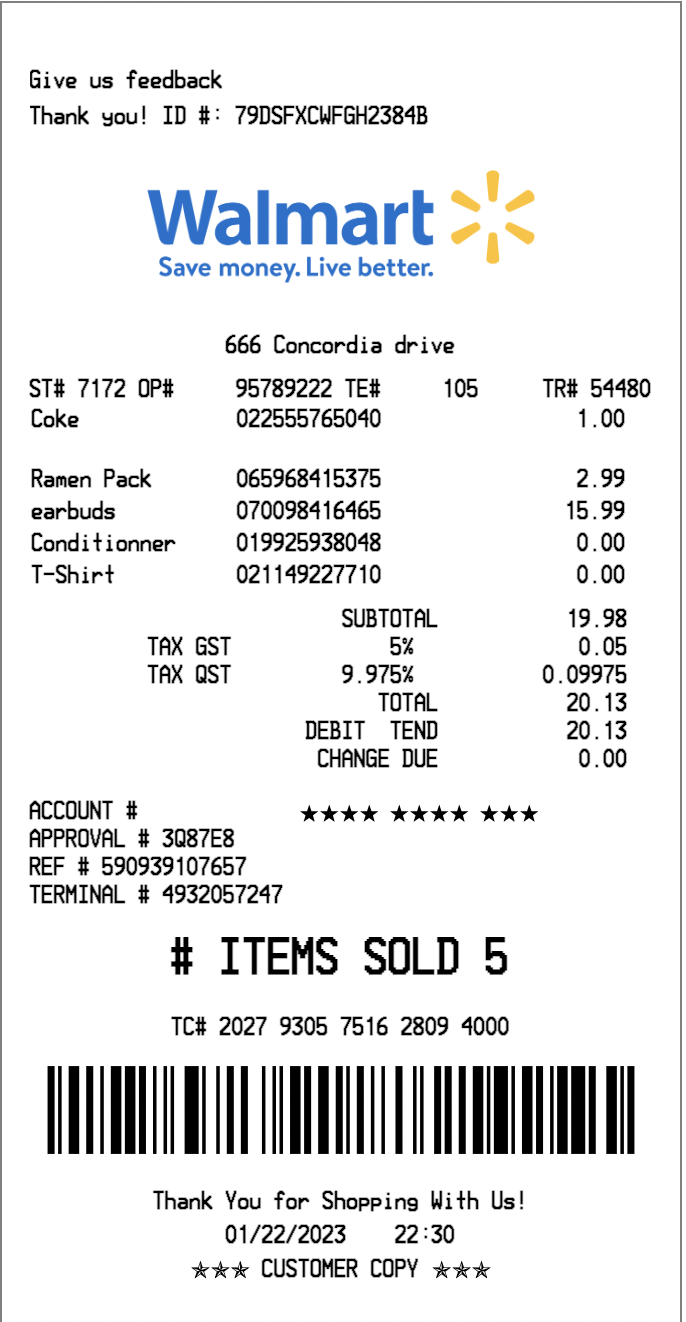 Give us feedback
Thank you! ID #: 79DSFXCWFGH2384B
Walmart
Save money. Live better.
666 Concordia drive
ST# 7172 OP# 95789222 TE# 105 TR# 54480
Coke 022555765040 1.00
Ramen Pack 065968415375 2.99
earbuds 070098416465 15.99
Conditionner 019925938048 0.00
T-Shirt 021149227710 0.00
SUBTOTAL 19.98
TAX GST 5% 0.05
TAX QST 9.975% 0.09975
TOTAL 20.13
DEBIT TEND 20.13
CHANGE DUE 0.00
ACCOUNT # ★★★★ ★★★★ ★★★
APPROVAL # 3Q87E8
REF # 590939107657
TERMINAL # 4932057247
# ITEMS SOLD 5
TC# 2027 9305 7516 2809 4000
Thank You for Shopping With Us!
01/22/2023 22:30
✯✯✯ CUSTOMER COPY ✯✯✯